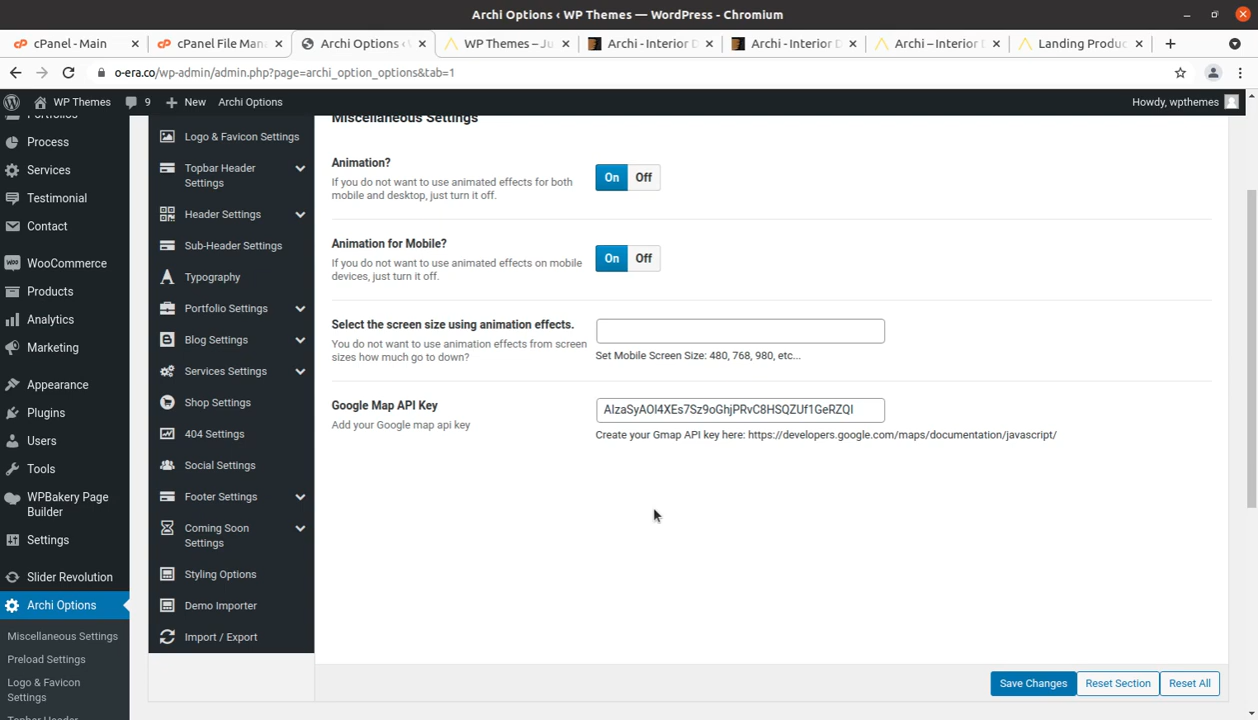 Archi Options ‹ WP Themes — WordPress - Chromium
cPanel - Main
cPanel File Mana
Archi Options ‹ W
WP Themes – Ju
Archi - Interior D
Archi - Interior D
Archi – Interior D
Landing Produc
o-era.co/wp-admin/admin.php?page=archi_option_options&tab=1
WP Themes
9
New
Archi Options
Howdy, wpthemes
Portfolios
Process
Services
Testimonial
Contact
WooCommerce
Products
Analytics
Marketing
Appearance
Plugins
Users
Tools
WPBakery Page
Builder
Settings
Slider Revolution
Archi Options
Miscellaneous Settings
Preload Settings
Logo & Favicon
Settings
Topbar Header
Logo & Favicon Settings
Topbar Header
Settings
Header Settings
Sub-Header Settings
Typography
Portfolio Settings
Blog Settings
Services Settings
Shop Settings
404 Settings
Social Settings
Footer Settings
Coming Soon
Settings
Styling Options
Demo Importer
Import / Export
Miscellaneous Settings
Animation?
If you do not want to use animated effects for both
mobile and desktop, just turn it off.
On Off
Animation for Mobile?
If you do not want to use animated effects on mobile
devices, just turn it off.
On Off
Select the screen size using animation effects.
You do not want to use animation effects from screen
sizes how much go to down?
Set Mobile Screen Size: 480, 768, 980, etc...
Google Map API Key
Add your Google map api key
AIzaSyAOI4XEs7Sz9oGhjPRvC8HSQZUf1GeRZQI
Create your Gmap API key here: https://developers.google.com/maps/documentation/javascript/
Save Changes
Reset Section
Reset All